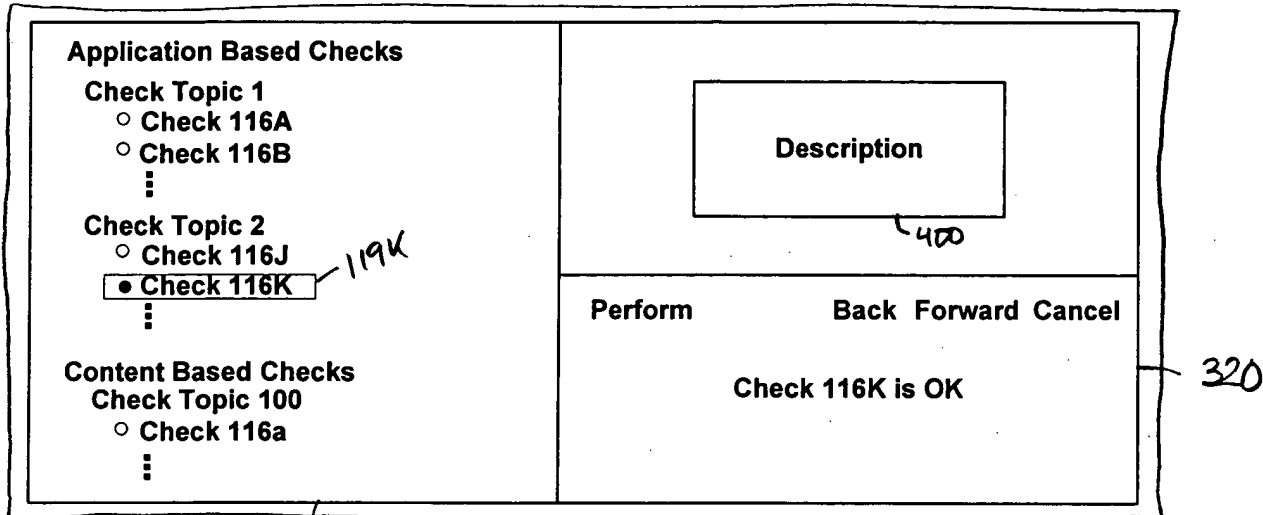 Application Based Checks
Check Topic 1
Check 116A
Check 116B
Check Topic 2
Check 116J
Check 116K
119K
Content Based Checks
Check Topic 100
Check 116a
Description
400
Perform Back Forward Cancel
Check 116K is OK
320